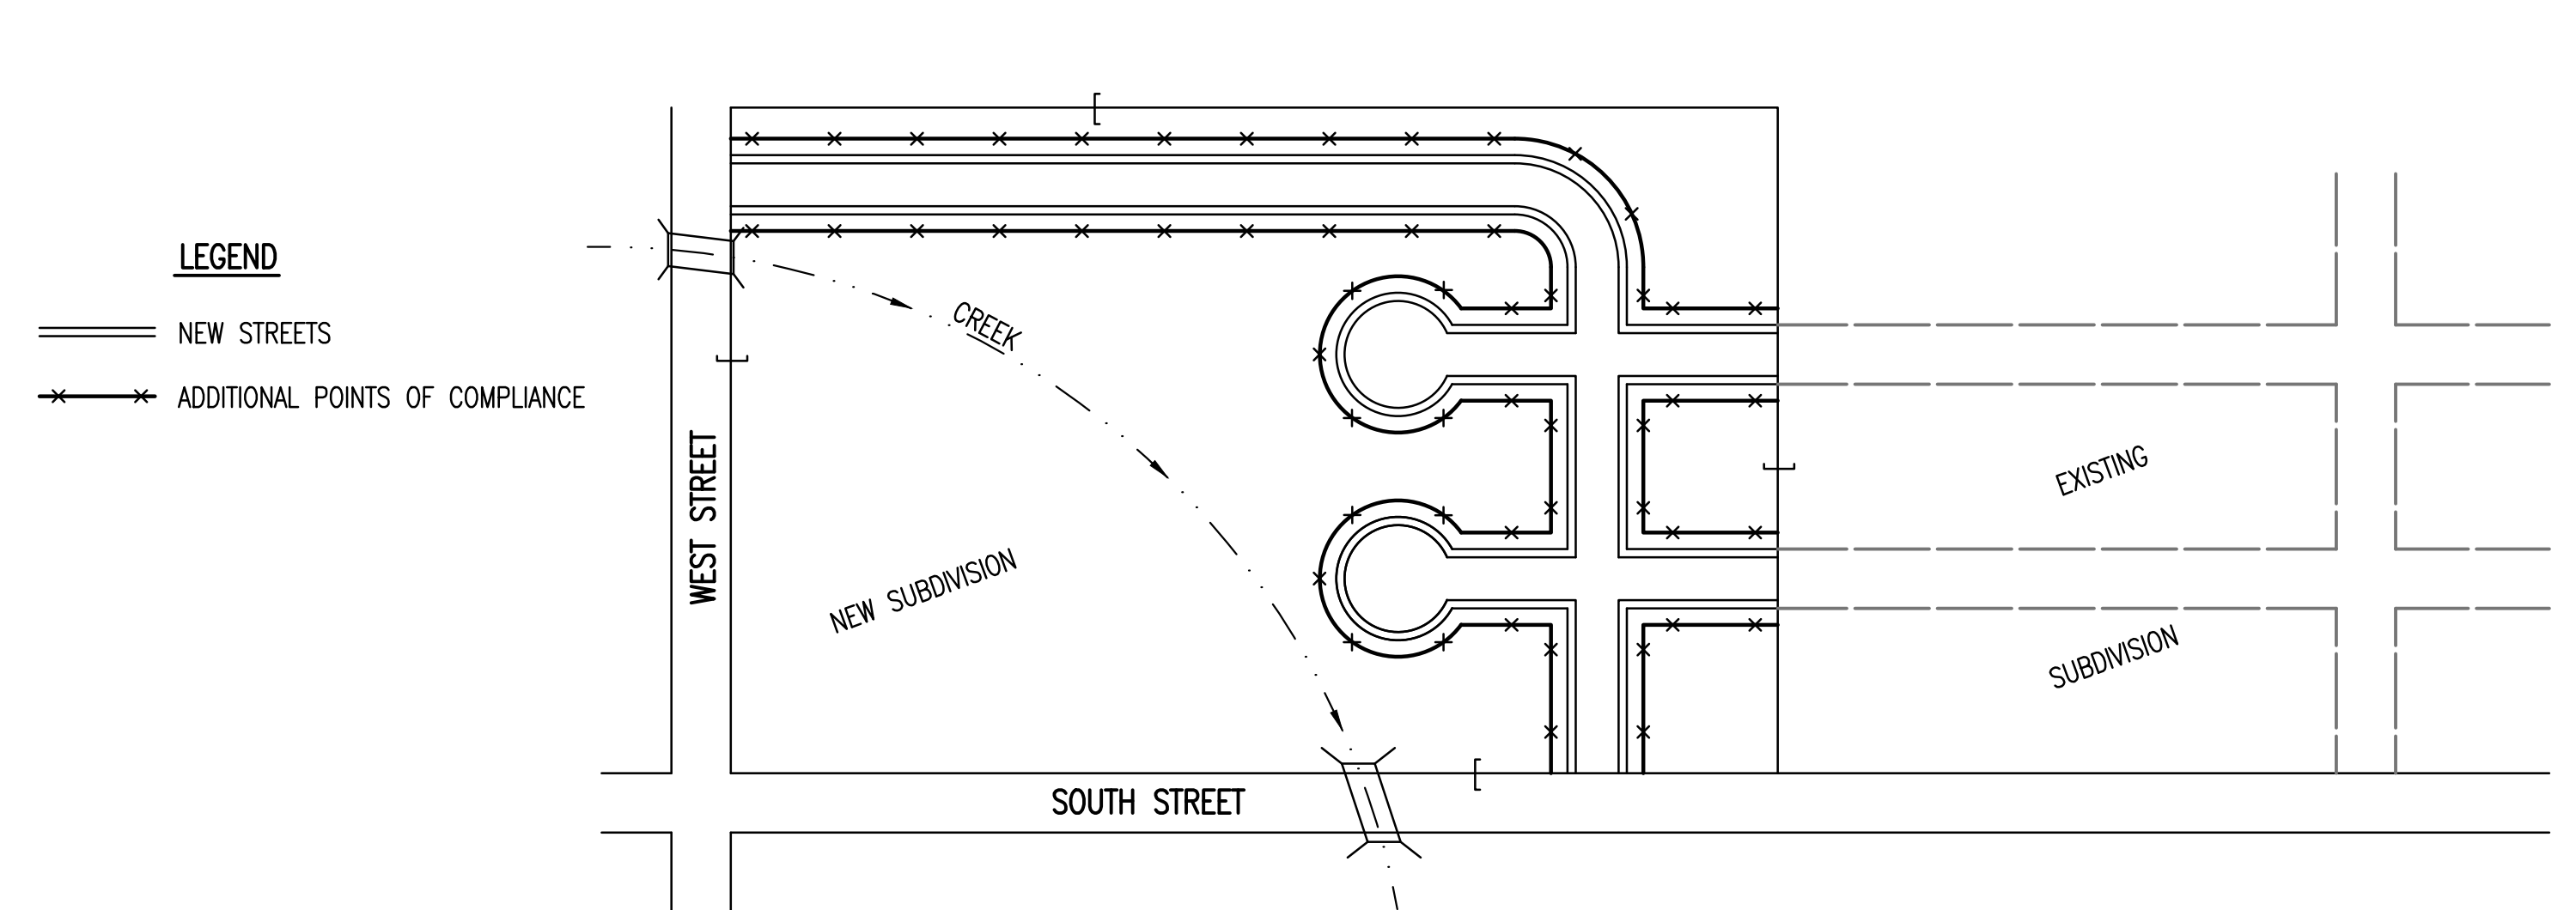 LEGEND
NEW STREETS
ADDITIONAL POINTS OF COMPLIANCE
CREEK
WEST STREET
NEW SUBDIVISION
SOUTH STREET
EXISTING
SUBDIVISION